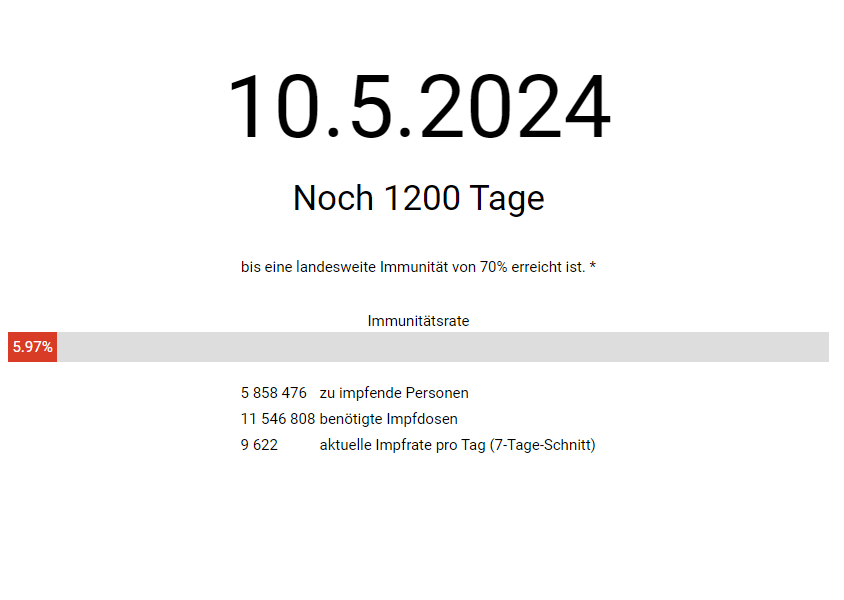 10.5.2024
Noch 1200 Tage
bis eine landesweite Immunität von 70% erreicht ist. *
Immunitätsrate
5.97%
5 858 476 zu impfende Personen
11 546 808 benötigte Impfdosen
9 622 aktuelle Impfrate pro Tag (7-Tage-Schnitt)